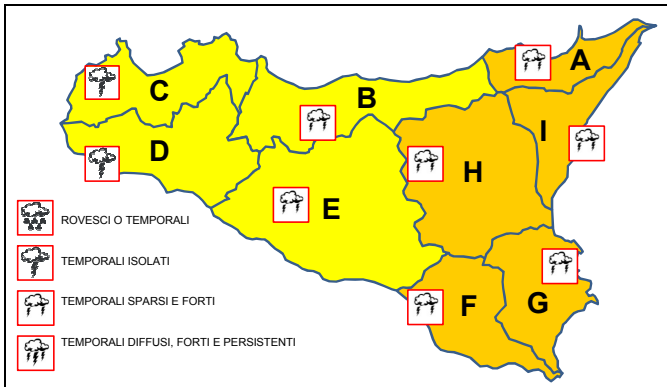 A
B
C
I
D
H
E
F
G
ROVESCI O TEMPORALI
TEMPORALI ISOLATI
TEMPORALI SPARSI E FORTI
TEMPORALI DIFFUSI, FORTI E PERSISTENTI